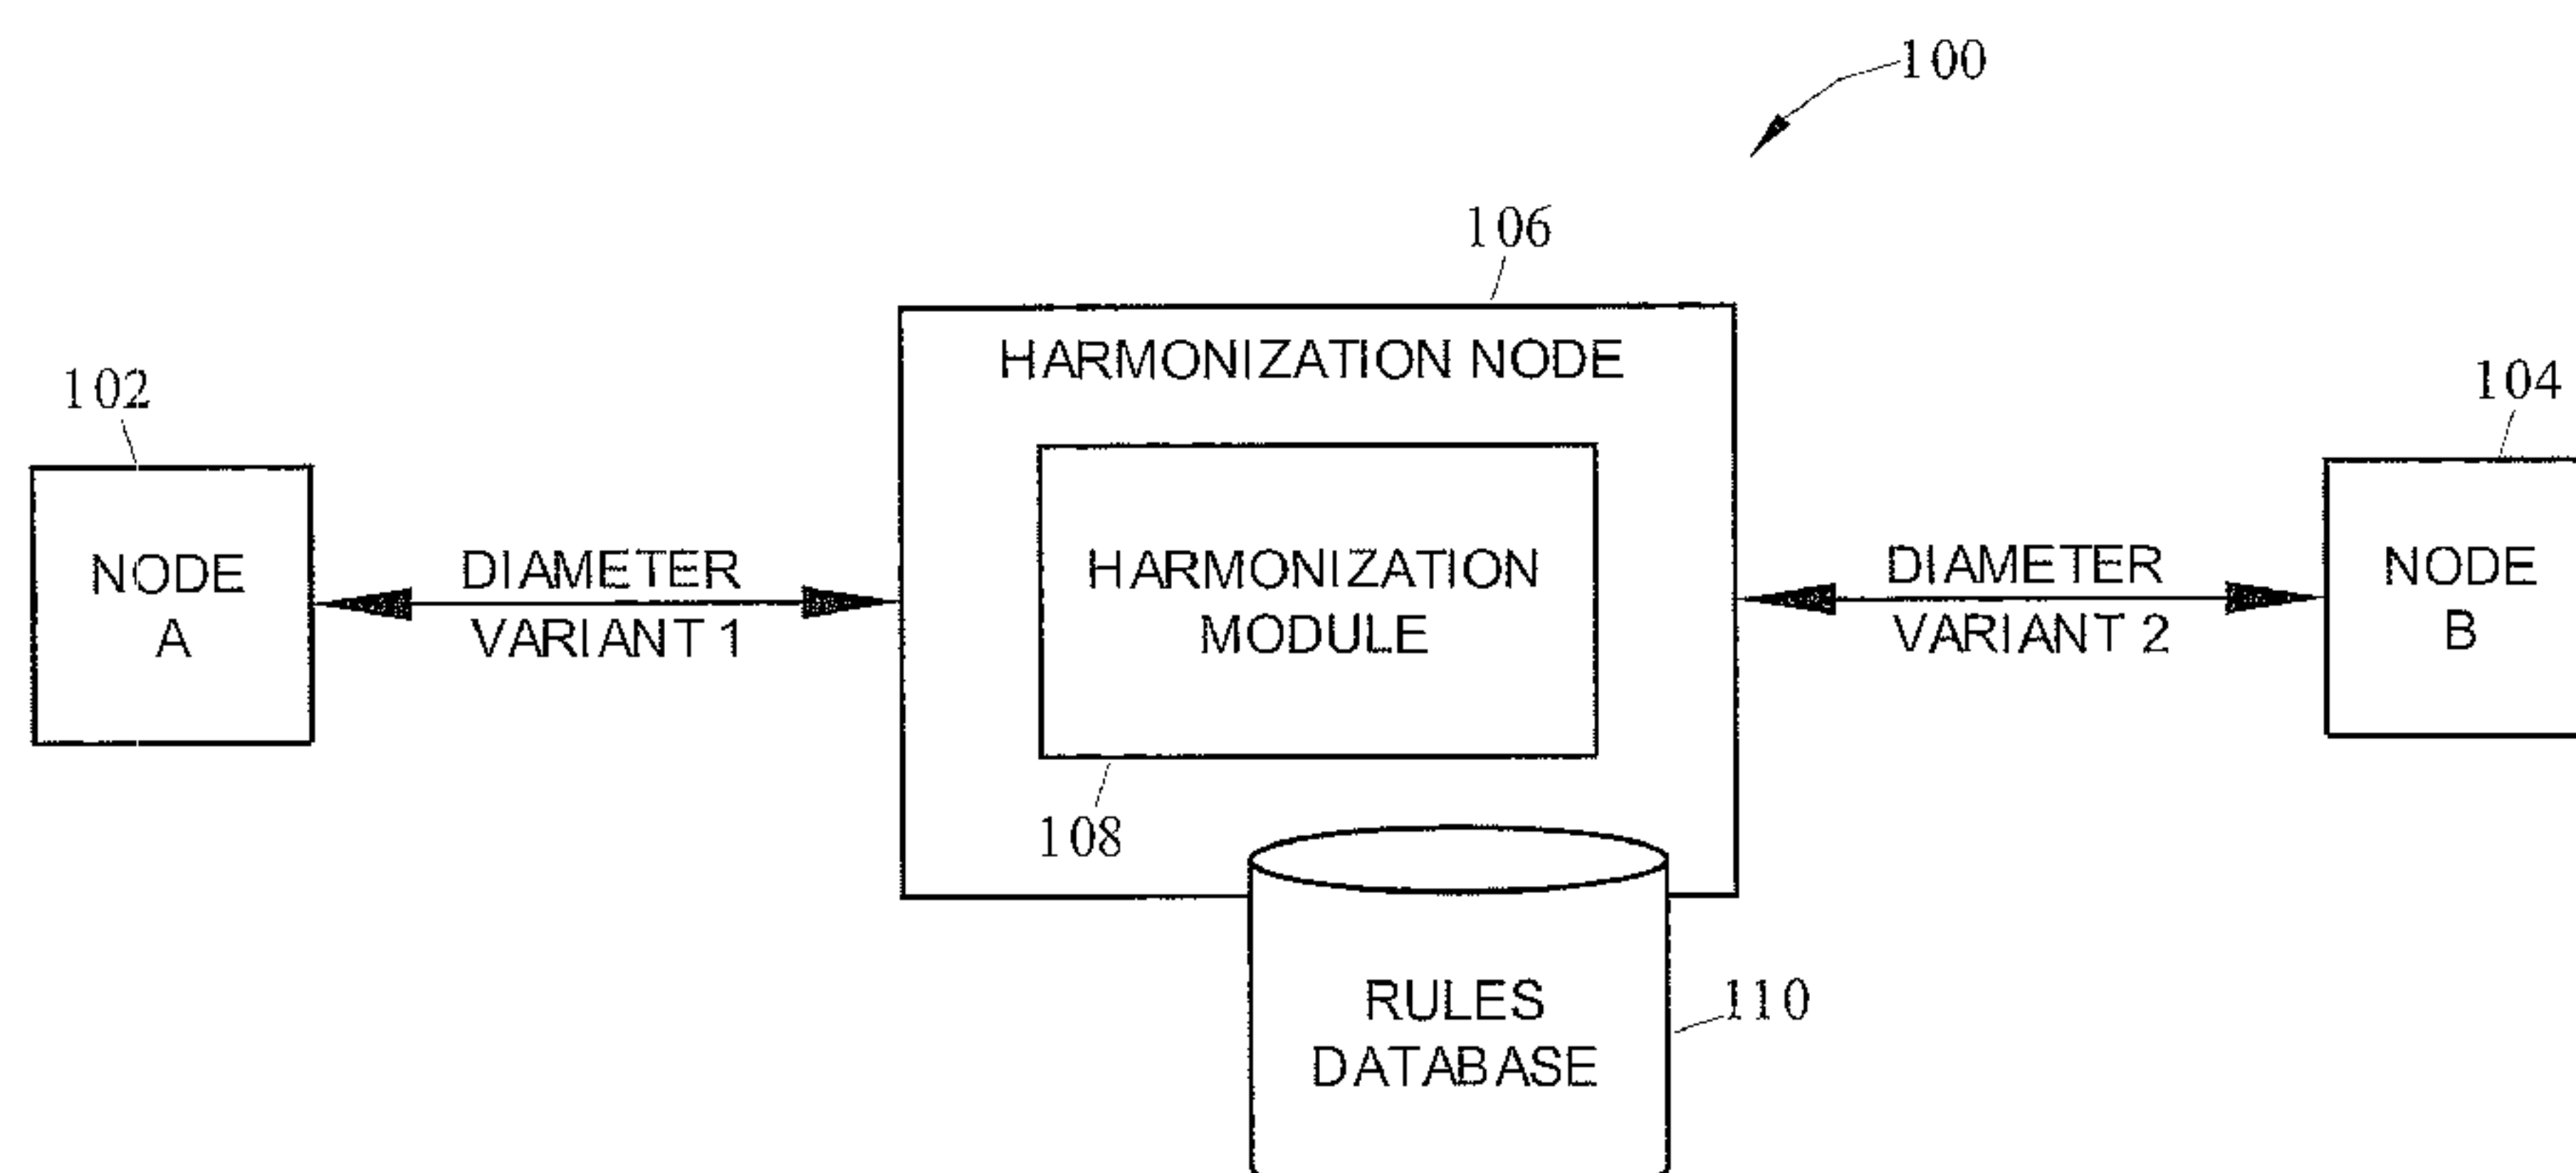 100
106
HARMONIZATION NODE
102
104
HARMONIZATION
MODULE
NODE
A
DIAMETER
VARIANT 1
DIAMETER
VARIANT 2
NODE
B
108
RULES
DATABASE
110